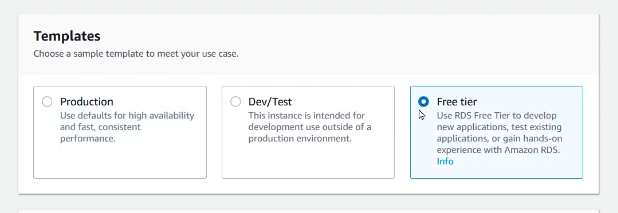 Templates
Choose a sample template to meet your use case.
Production
Use defaults for high availability
and fast, consistent
performance.
Dev/Test
This instance is intended for
development use outside of a
production environment.
Free tier
Use RDS Free Tier to develop
new applications, test existing
applications, or gain hands-on
experience with Amazon RDS.
Info